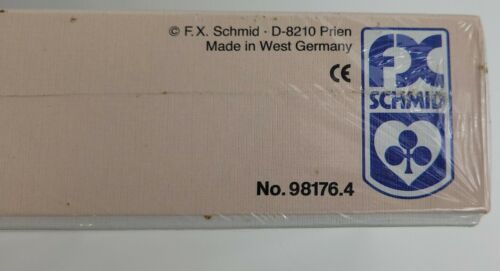 © F.X. Schmid · D-8210 Prien
Made in West Germany
CE
FX
SCHMID
No. 98176.4